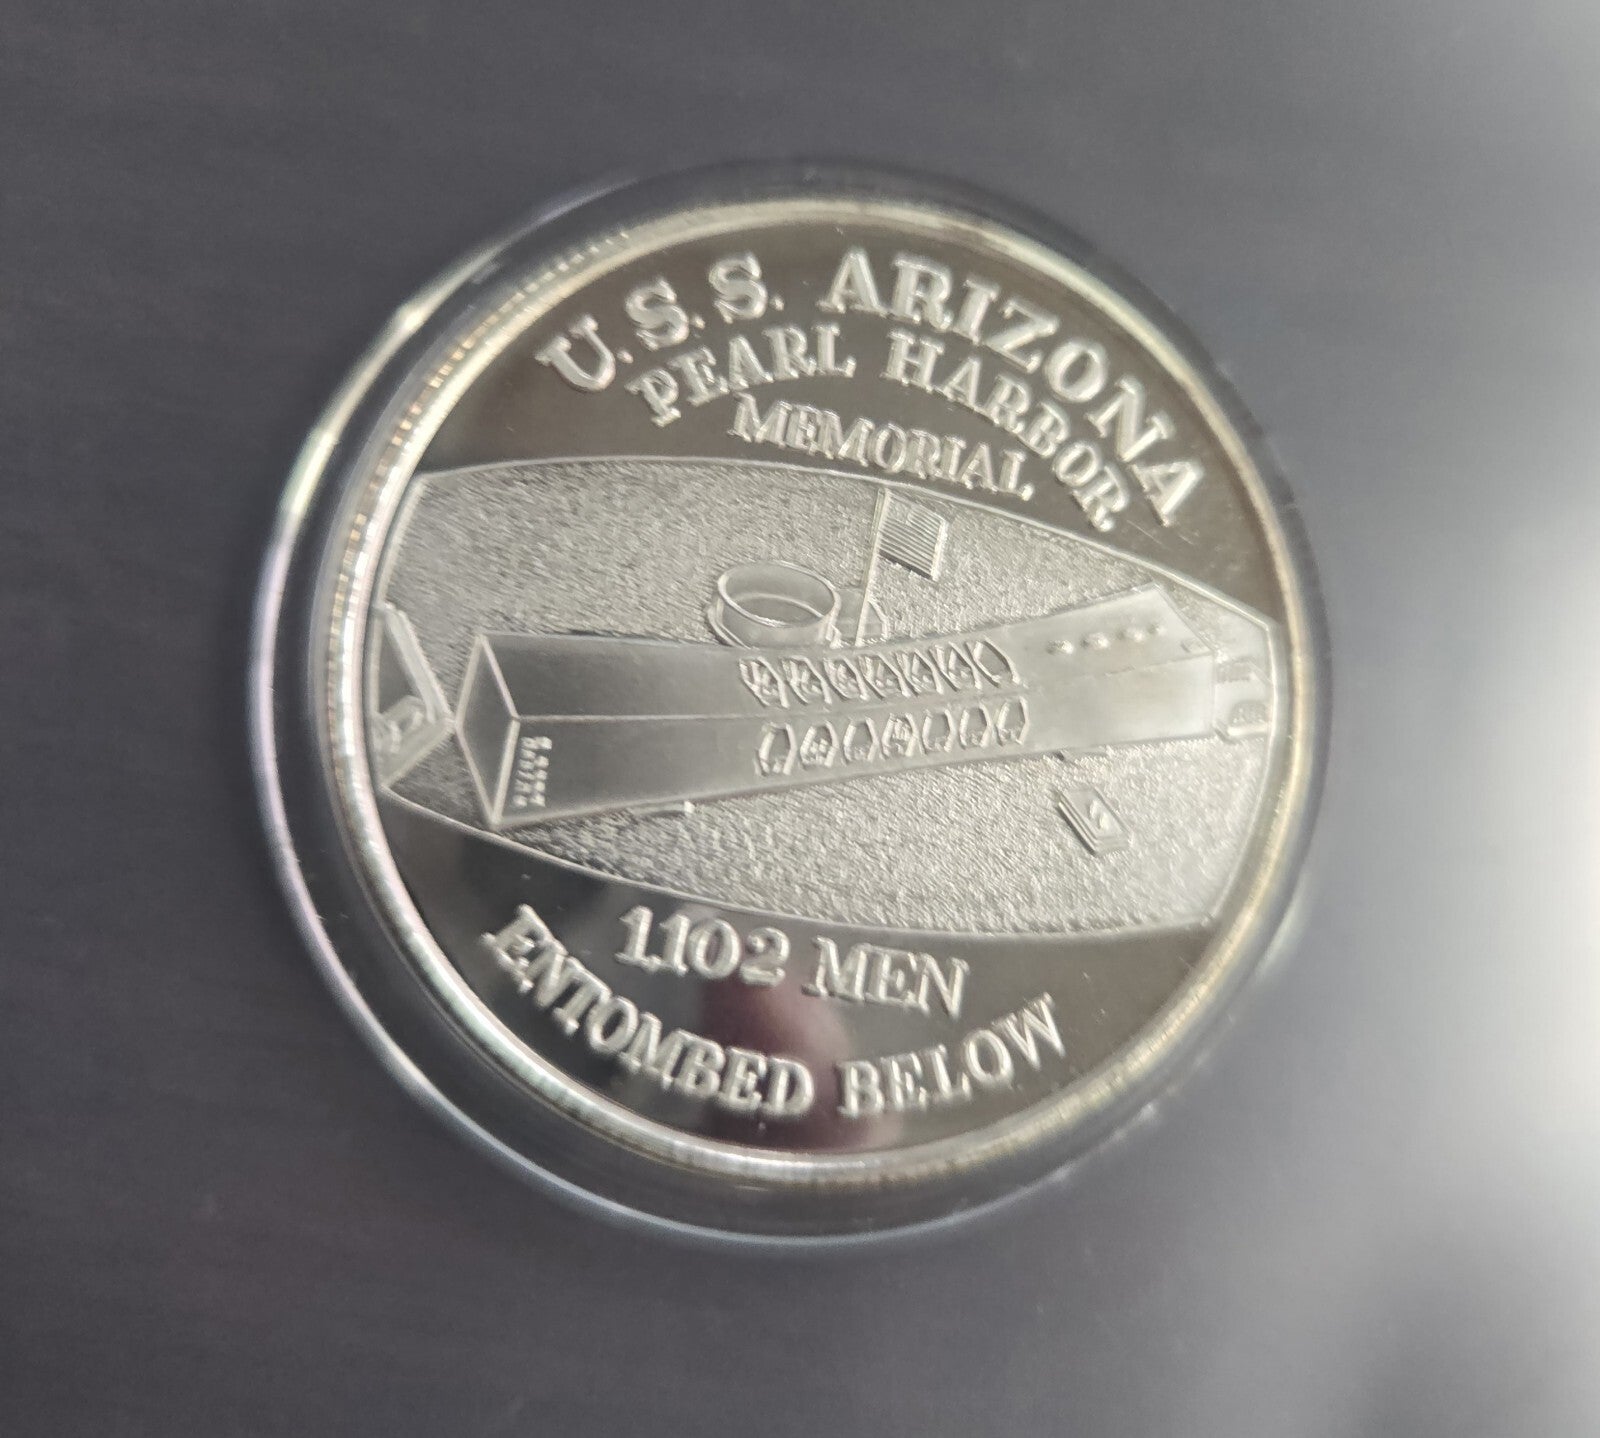 U.S.S. ARIZONA
PEARL HARBOR
MEMORIAL
1,102 MEN
ENTOMBED BELOW